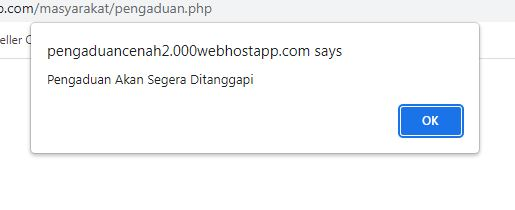 o.com/masyarakat/pengaduan.php
eller
pengaduancenah2.000webhostapp.com says
Pengaduan Akan Segera Ditanggapi
OK